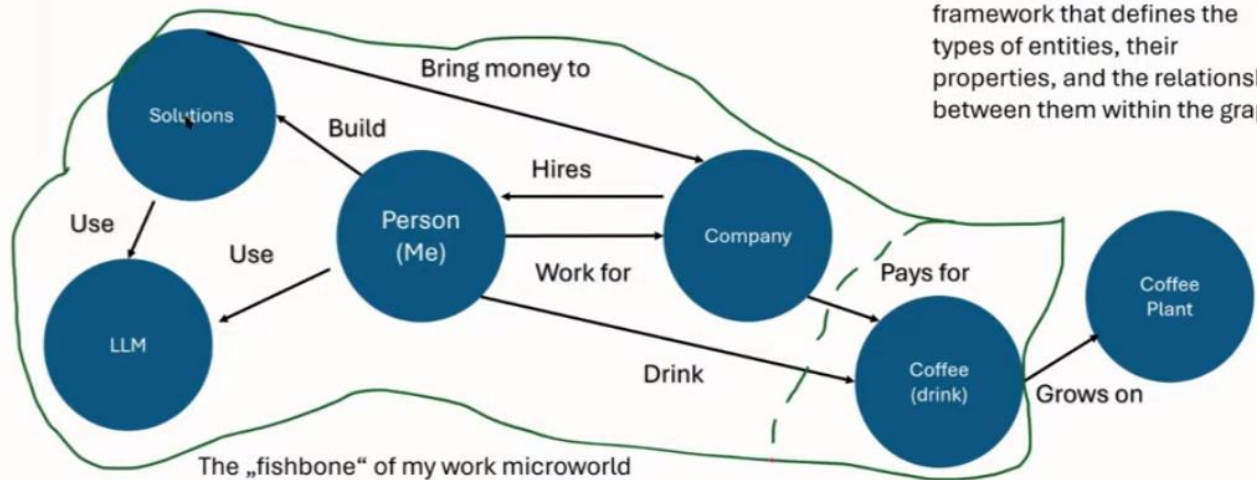 framework that defines the
types of entities, their
properties, and the relationsh
between them within the grap
Bring money to
Solutions
Build
Hires
Use
Person
(Me)
Company
Use
Work for
Pays for
Coffee
Plant
LLM
Drink
Coffee
(drink)
Grows on
The „fishbone“ of my work microworld